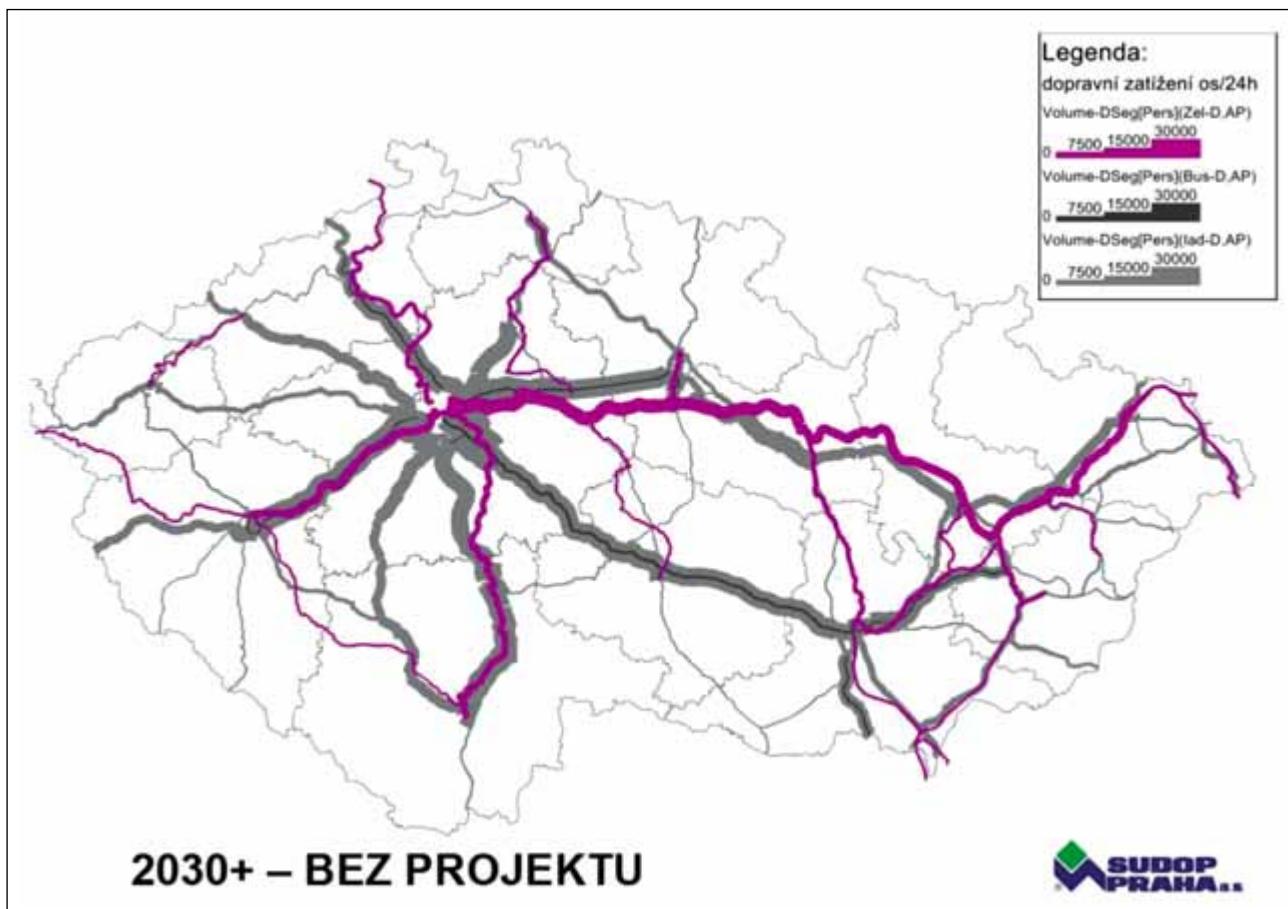 Legenda:
dopravní zatížení os/24h
Volume-DSeg[Pers](Zel-D.AP)
0 7500 15000 30000
Volume-DSeg[Pers](Bus-D.AP)
0 7500 15000 30000
Volume-DSeg[Pers](Iad-D.AP)
0 7500 15000 30000
2030+ – BEZ PROJEKTU
SUDOP
PRAHA a.s.